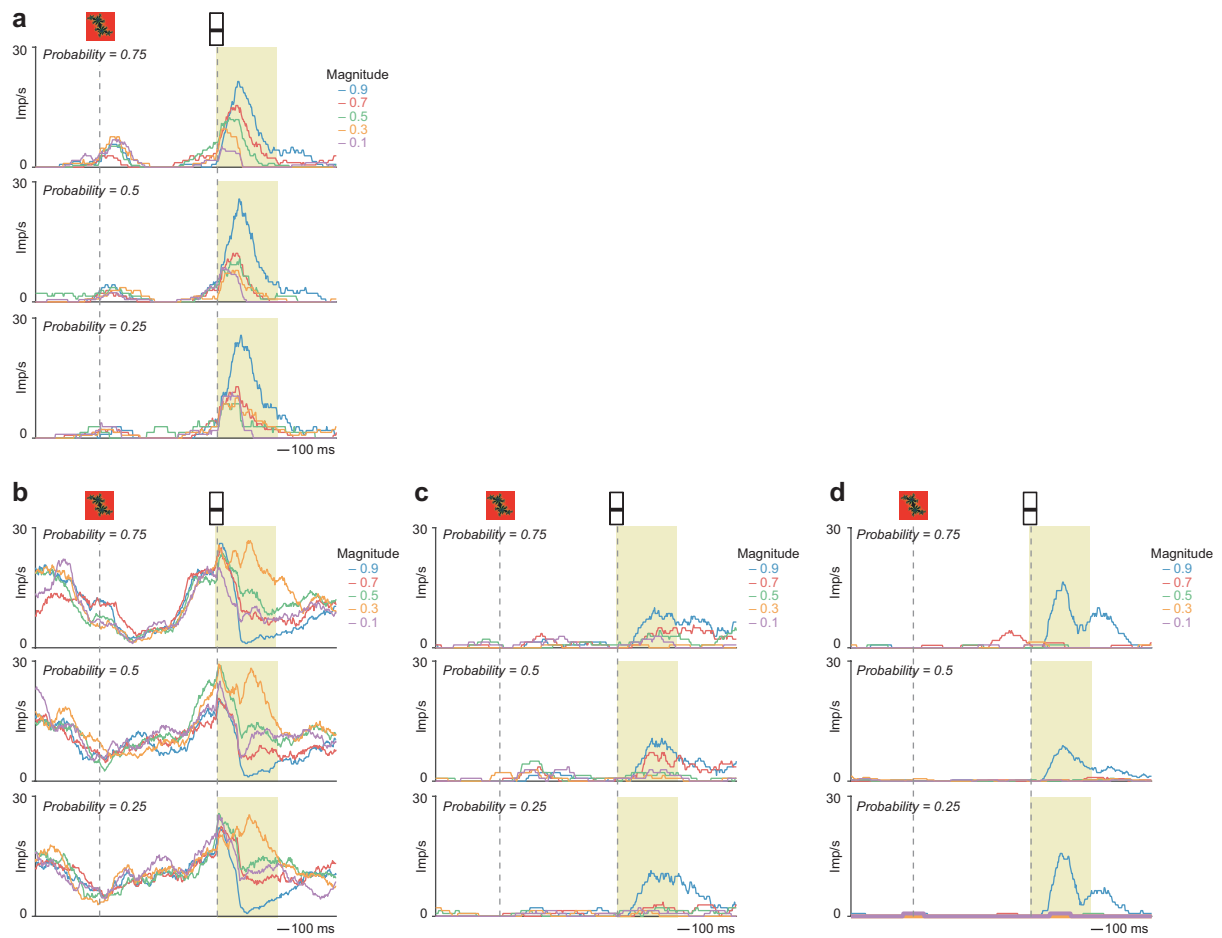 a
30
Probability = 0.75
Imp/s
0
Magnitude
– 0.9
– 0.7
– 0.5
– 0.3
– 0.1
30
Probability = 0.5
Imp/s
0
30
Probability = 0.25
Imp/s
0
—100 ms
b
30
Probability = 0.75
Imp/s
0
Magnitude
– 0.9
– 0.7
– 0.5
– 0.3
– 0.1
30
Probability = 0.5
Imp/s
0
30
Probability = 0.25
Imp/s
0
—100 ms
c
30
Probability = 0.75
Imp/s
0
Magnitude
– 0.9
– 0.7
– 0.5
– 0.3
– 0.1
30
Probability = 0.5
Imp/s
0
30
Probability = 0.25
Imp/s
0
—100 ms
d
30
Probability = 0.75
Imp/s
0
Magnitude
– 0.9
– 0.7
– 0.5
– 0.3
– 0.1
30
Probability = 0.5
Imp/s
0
30
Probability = 0.25
Imp/s
0
—100 ms